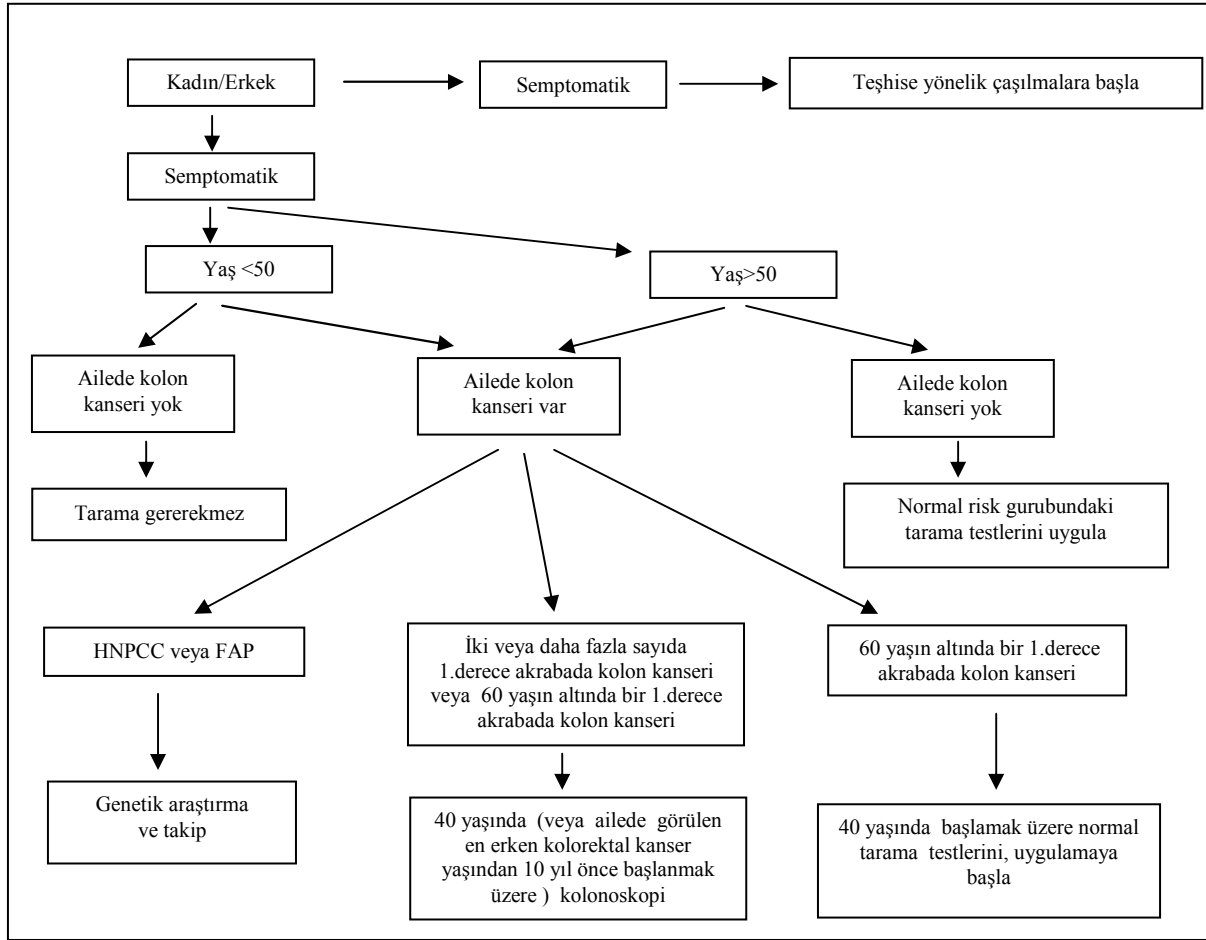 Kadın/Erkek
Semptomatik
Teşhise yönelik çaşılmalara başla
Semptomatik
Yaş <50
Yaş>50
Ailede kolon
kanseri yok
Ailede kolon
kanseri var
Ailede kolon
kanseri yok
Tarama gererekmez
Normal risk gurubundaki
tarama testlerini uygula
HNPCC veya FAP
İki veya daha fazla sayıda
1.derece akrabada kolon kanseri
veya 60 yaşın altında bir 1.derece
akrabada kolon kanseri
60 yaşın altında bir 1.derece
akrabada kolon kanseri
Genetik araştırma
ve takip
40 yaşında (veya ailede görülen
en erken kolorektal kanser
yaşından 10 yıl önce başlanmak
üzere ) kolonoskopi
40 yaşında başlamak üzere normal
tarama testlerini, uygulamaya
başla